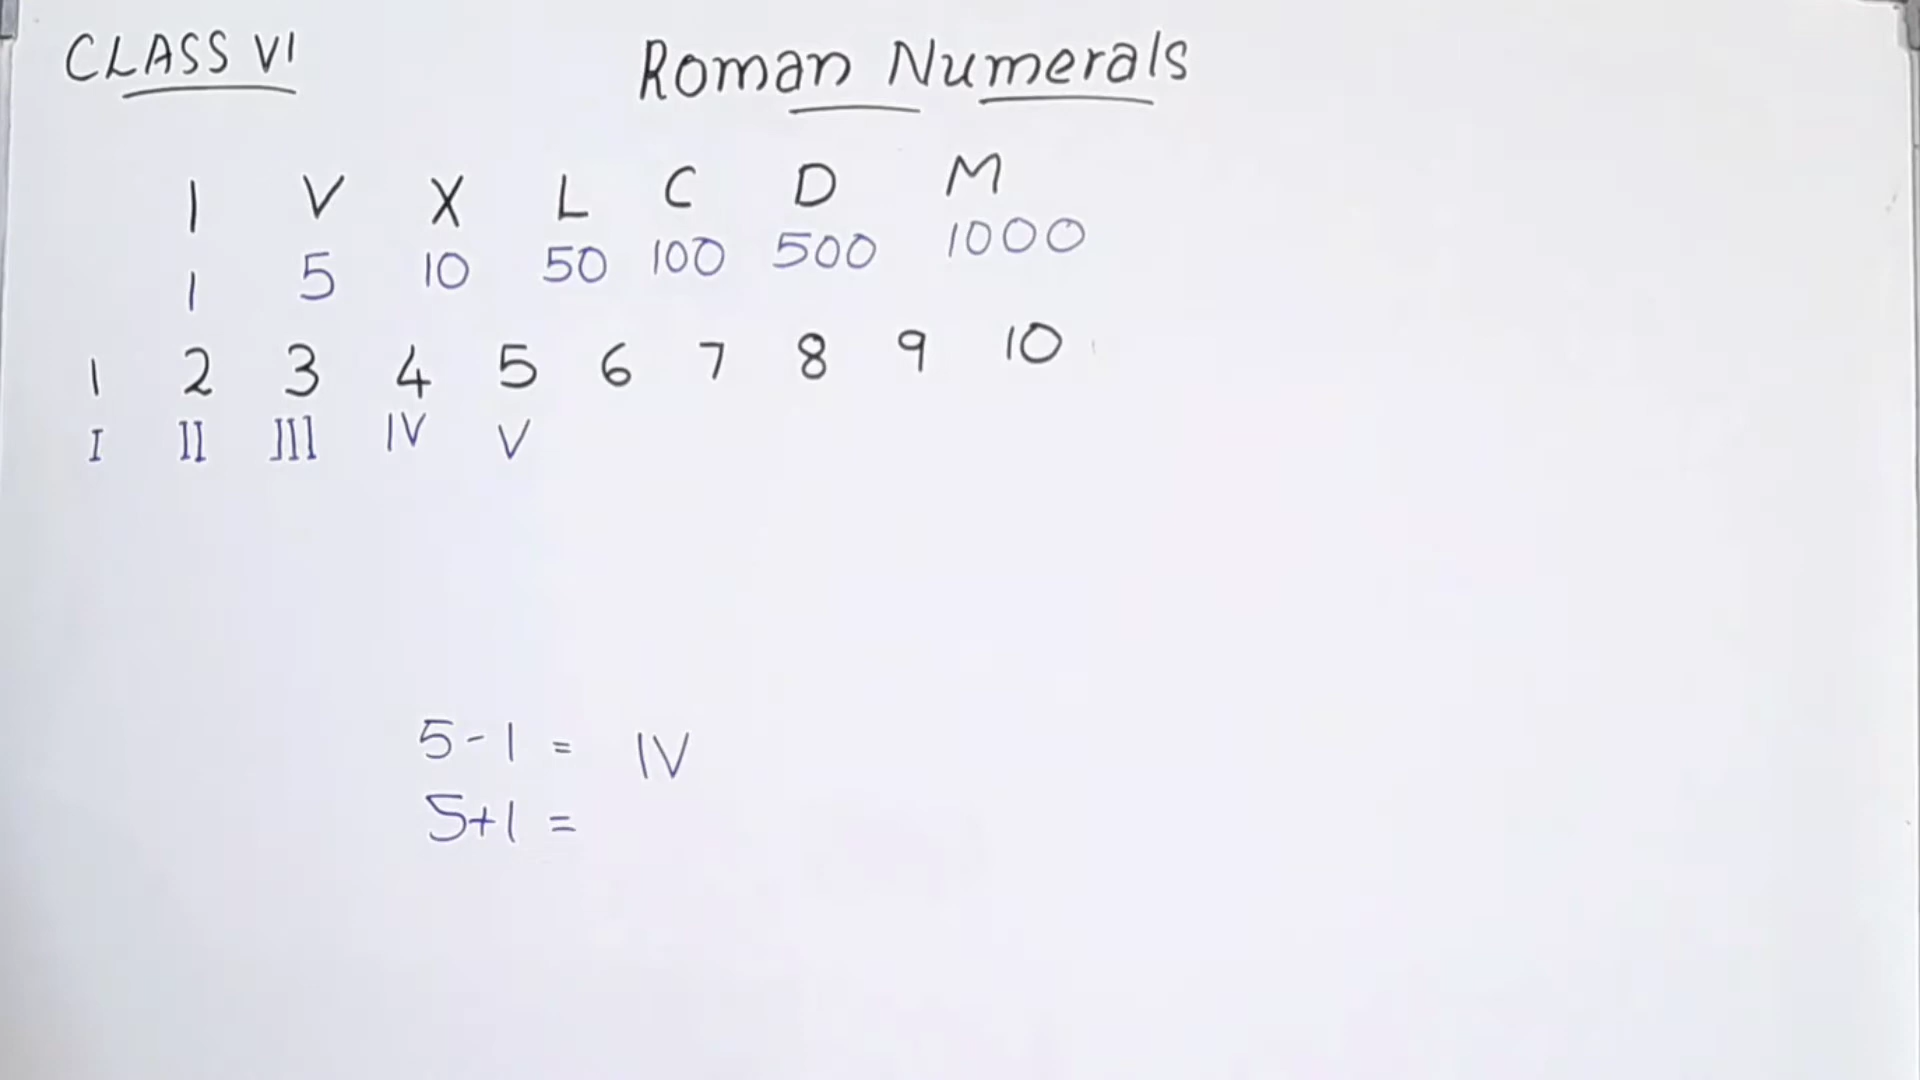 CLASS VI
Roman Numerals
I V X L C D M
1 5 10 50 100 500 1000
1 2 3 4 5 6 7 8 9 10
I II III IV V
5-1 = IV
5+1 =